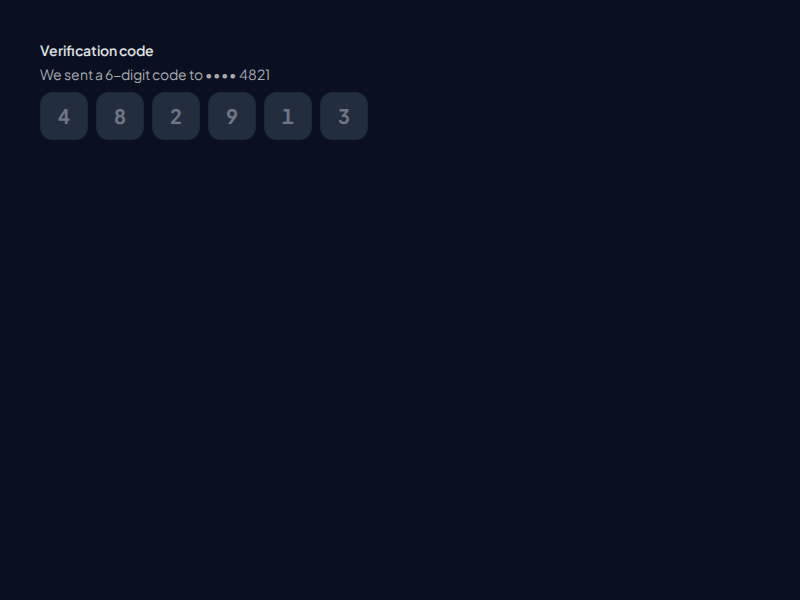 Verification code
We sent a 6-digit code to •••• 4821
4 8 2 9 1 3